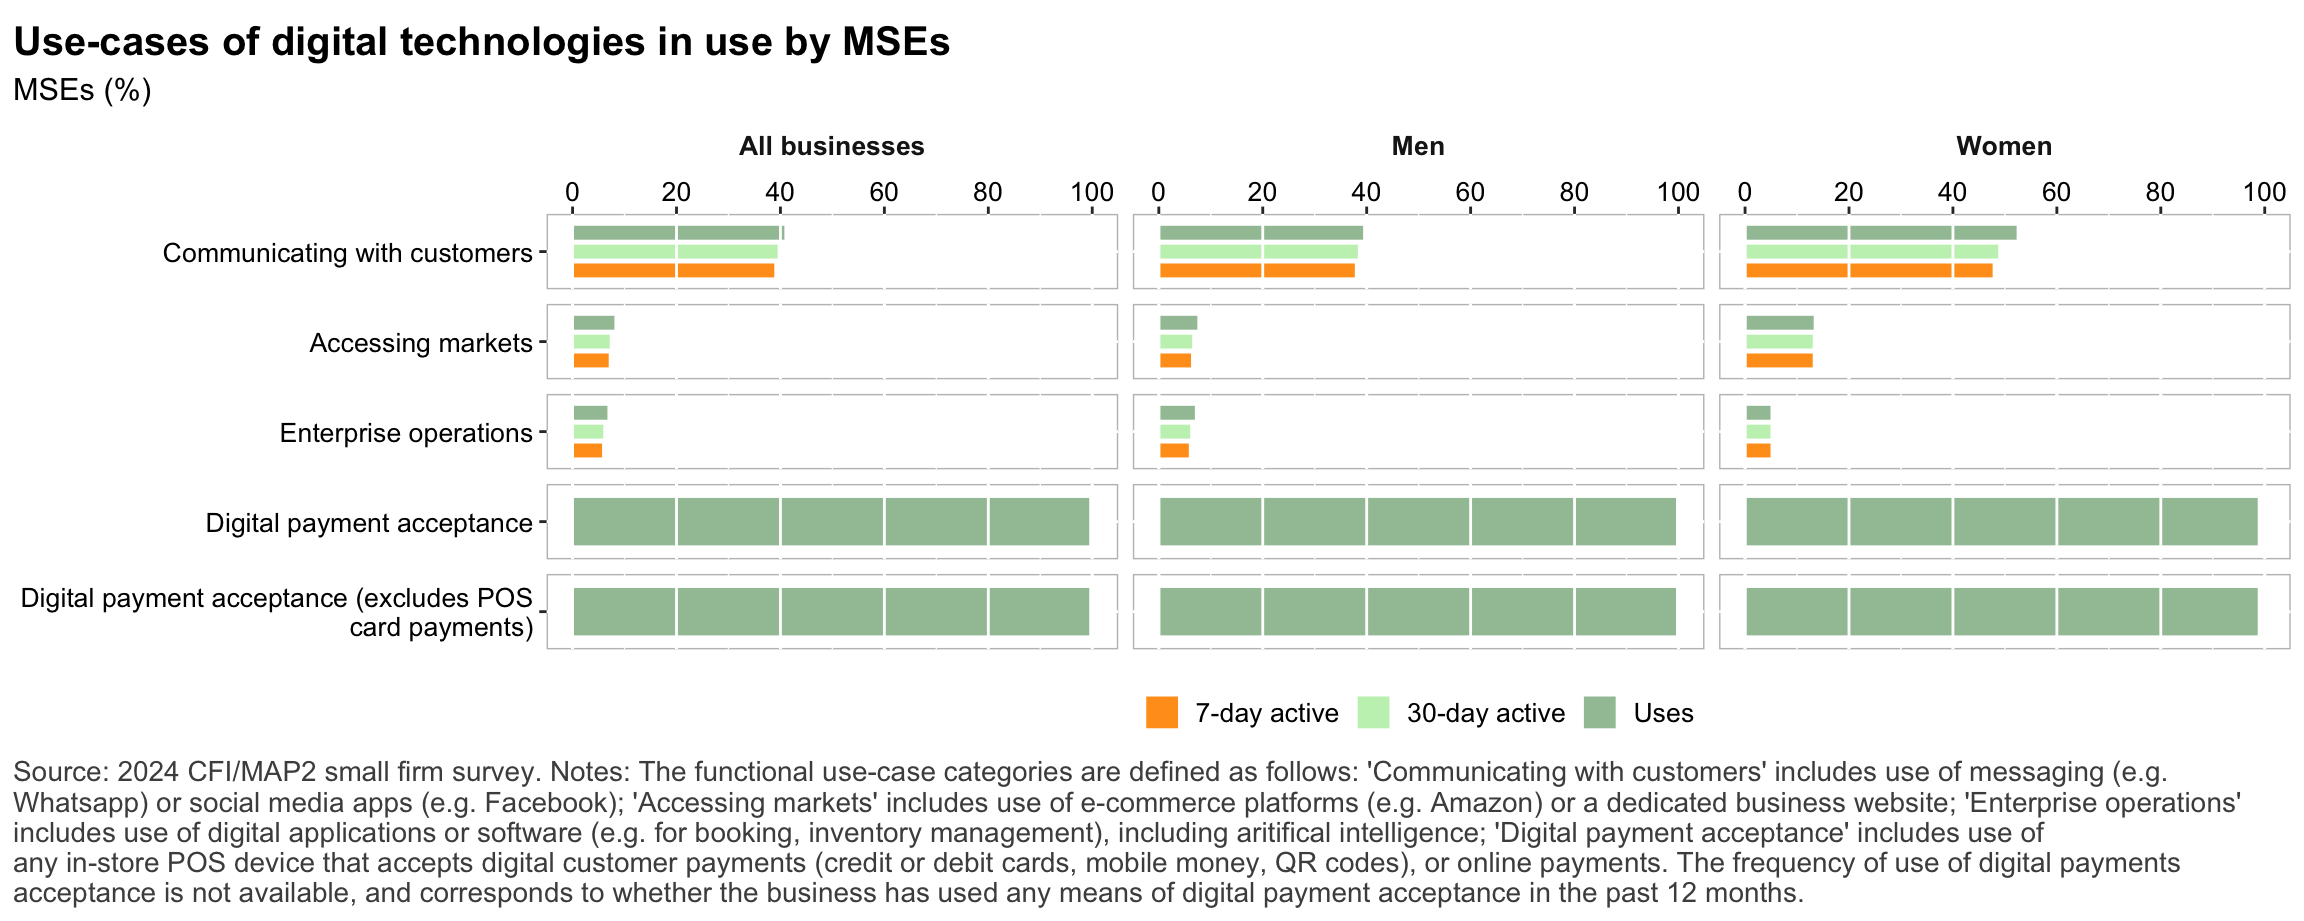 Use-cases of digital technologies in use by MSEs
MSEs (%)
All businesses Men Women
0 20 40 60 80 100 0 20 40 60 80 100 0 20 40 60 80 100
Communicating with customers
Accessing markets
Enterprise operations
Digital payment acceptance
Digital payment acceptance (excludes POS
card payments)
7-day active 30-day active Uses
Source: 2024 CFI/MAP2 small firm survey. Notes: The functional use-case categories are defined as follows: 'Communicating with customers' includes use of messaging (e.g.
Whatsapp) or social media apps (e.g. Facebook); 'Accessing markets' includes use of e-commerce platforms (e.g. Amazon) or a dedicated business website; 'Enterprise operations'
includes use of digital applications or software (e.g. for booking, inventory management), including aritifical intelligence; 'Digital payment acceptance' includes use of
any in-store POS device that accepts digital customer payments (credit or debit cards, mobile money, QR codes), or online payments. The frequency of use of digital payments
acceptance is not available, and corresponds to whether the business has used any means of digital payment acceptance in the past 12 months.